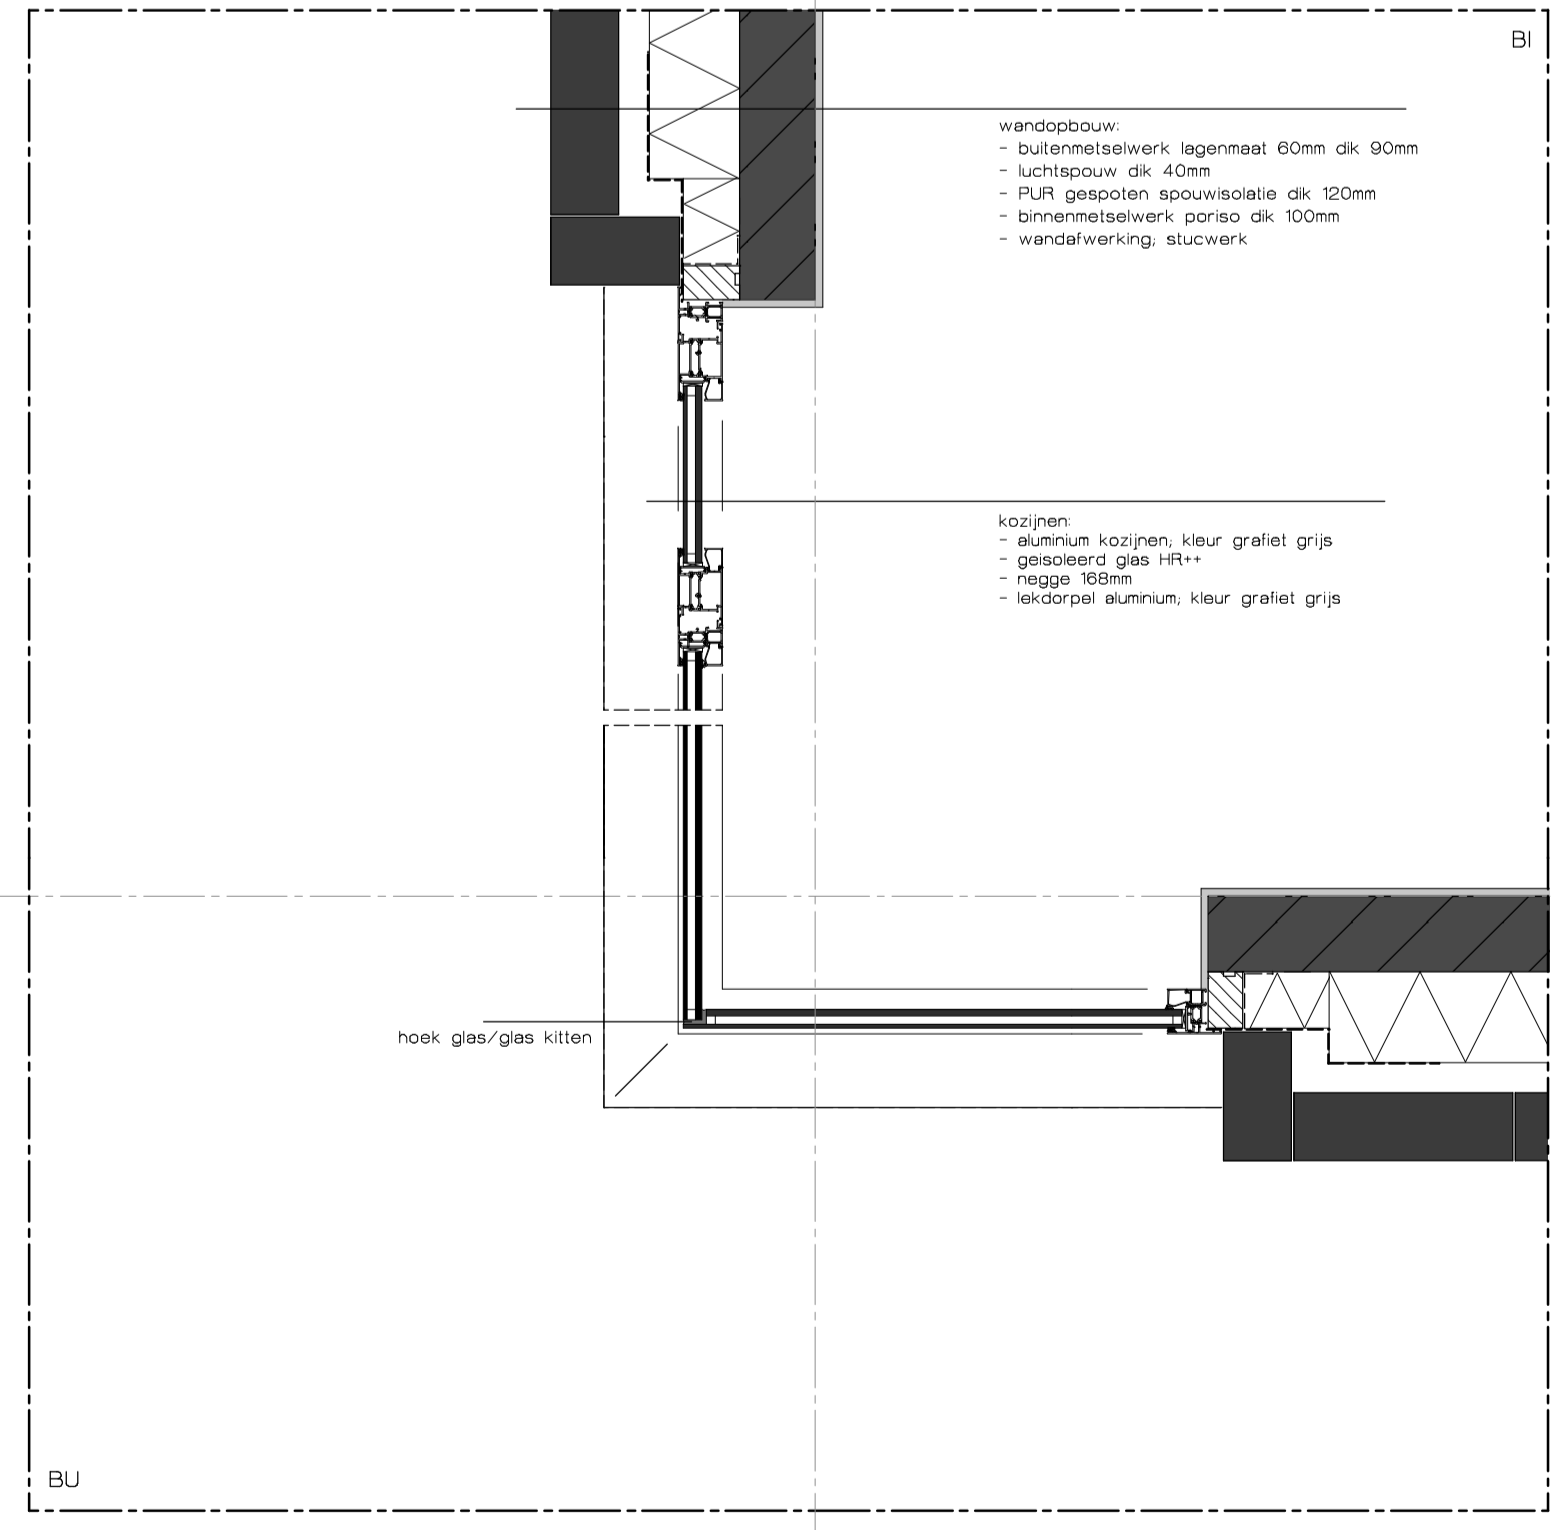 BI
wandopbouw:
- buitenmetselwerk lagenmaat 60mm dik 90mm
- luchtspouw dik 40mm
- PUR gespoten spouwisolatie dik 120mm
- binnenmetselwerk poriso dik 100mm
- wandafwerking; stucwerk
kozijnen:
- aluminium kozijnen; kleur grafiet grijs
- geisoleerd glas HR++
- negge 168mm
- lekdorpel aluminium; kleur grafiet grijs
hoek glas/glas kitten
BU